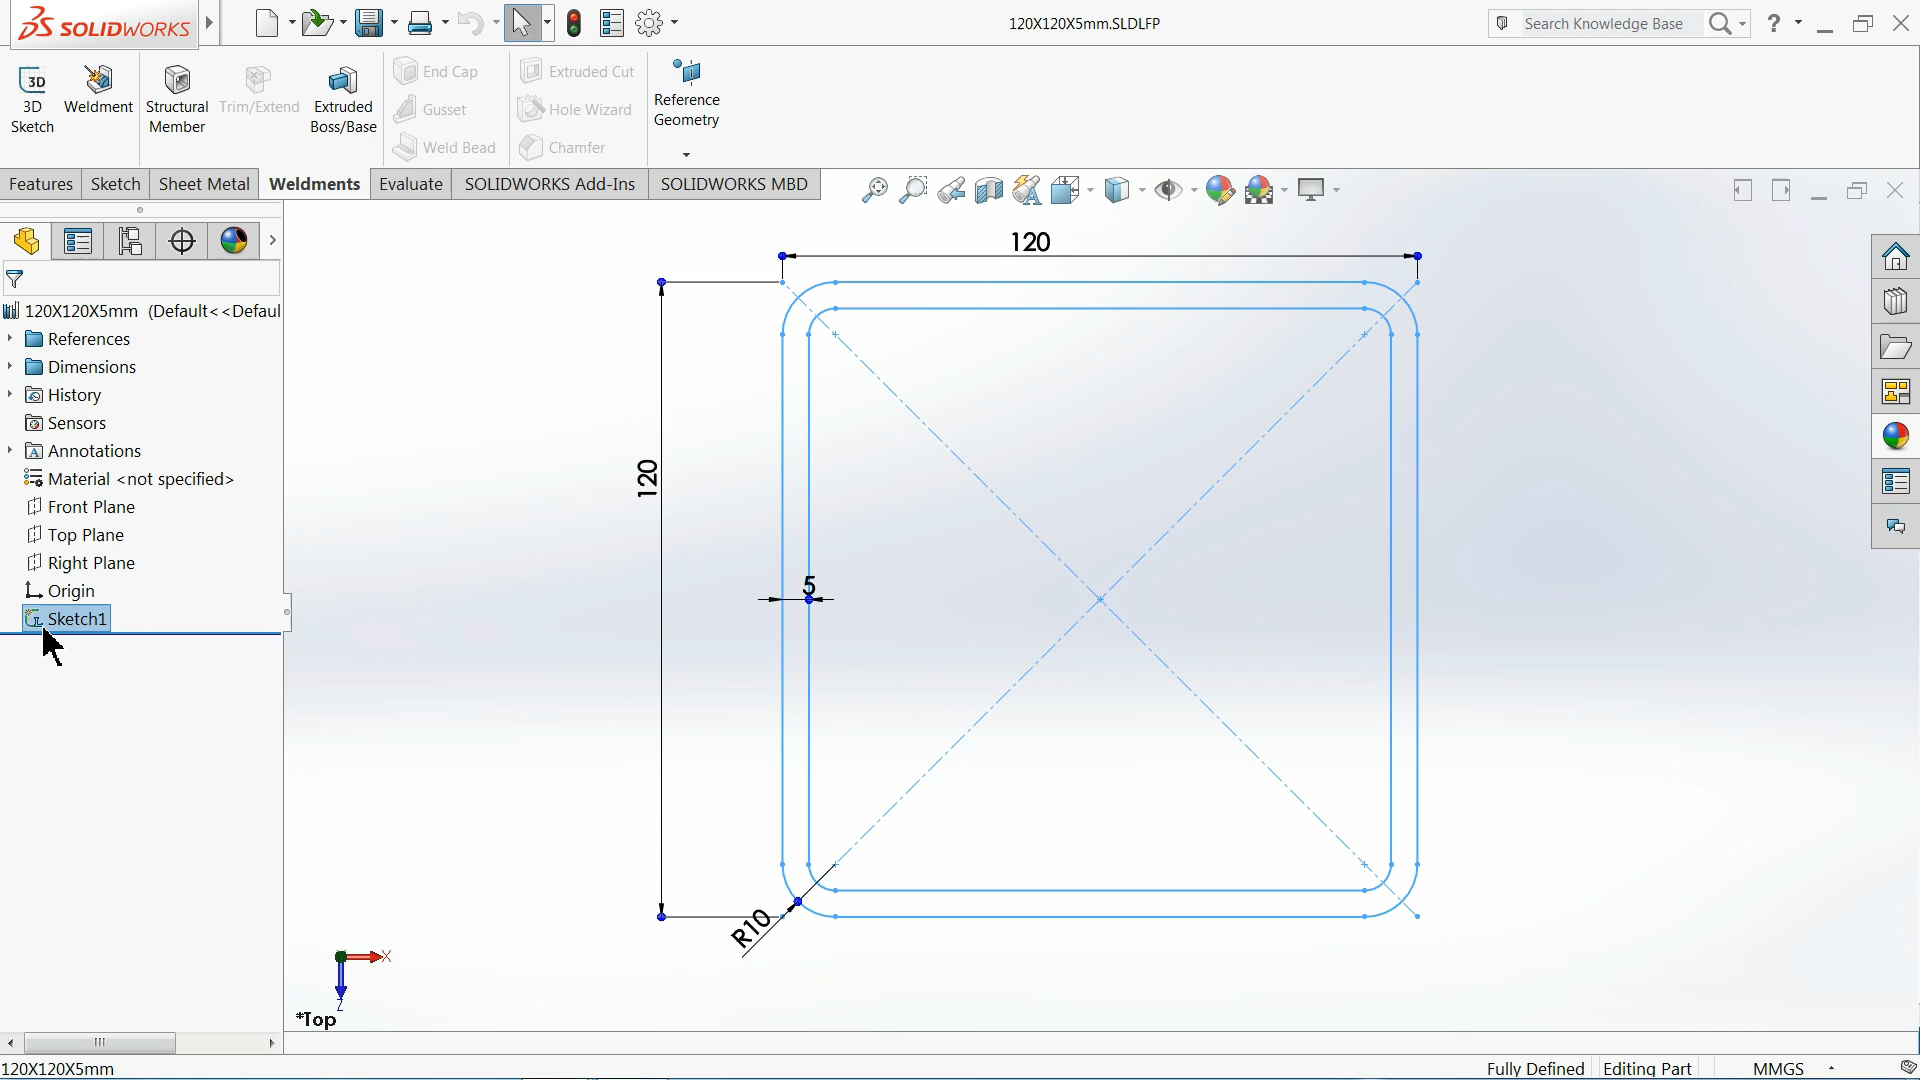 SOLIDWORKS
120X120X5mm.SLDLFP
Search Knowledge Base
?
3D
Sketch
Weldment
Structural
Member
Trim/Extend
Extruded
Boss/Base
End Cap
Gusset
Weld Bead
Extruded Cut
Hole Wizard
Chamfer
Reference
Geometry
Features
Sketch
Sheet Metal
Weldments
Evaluate
SOLIDWORKS Add-Ins
SOLIDWORKS MBD
120X120X5mm (Default<<Defaul
References
Dimensions
History
Sensors
Annotations
Material <not specified>
Front Plane
Top Plane
Right Plane
Origin
Sketch1
120
120
5
R10
X
Z
*Top
120X120X5mm
Fully Defined
Editing Part
MMGS